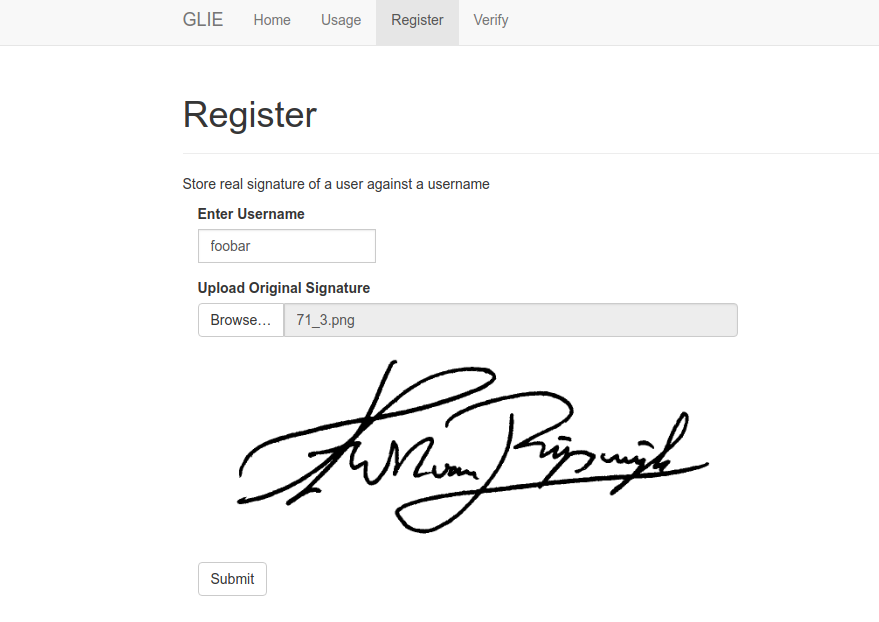 GLIE Home Usage Register Verify
Register
Store real signature of a user against a username
Enter Username
foobar
Upload Original Signature
Browse… 71_3.png
Submit